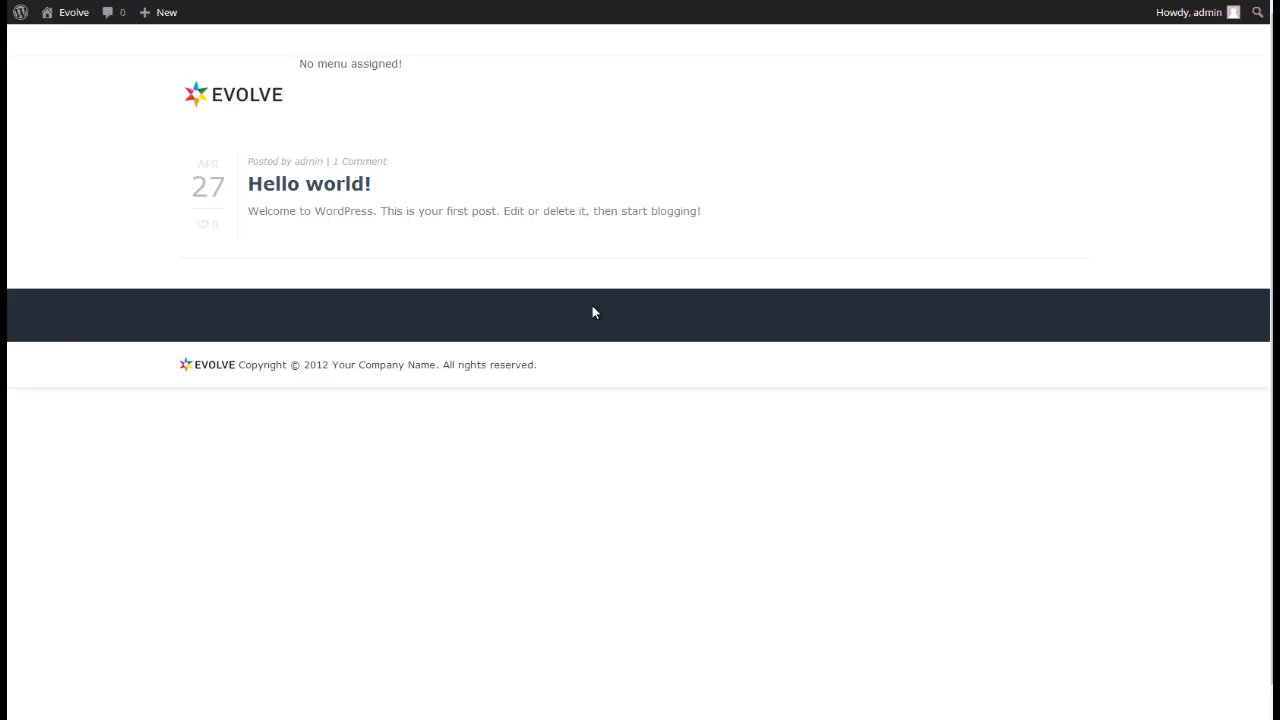 Evolve 0 New Howdy, admin
No menu assigned!
EVOLVE
APR
27
0
Posted by admin | 1 Comment
Hello world!
Welcome to WordPress. This is your first post. Edit or delete it, then start blogging!
EVOLVE Copyright © 2012 Your Company Name. All rights reserved.